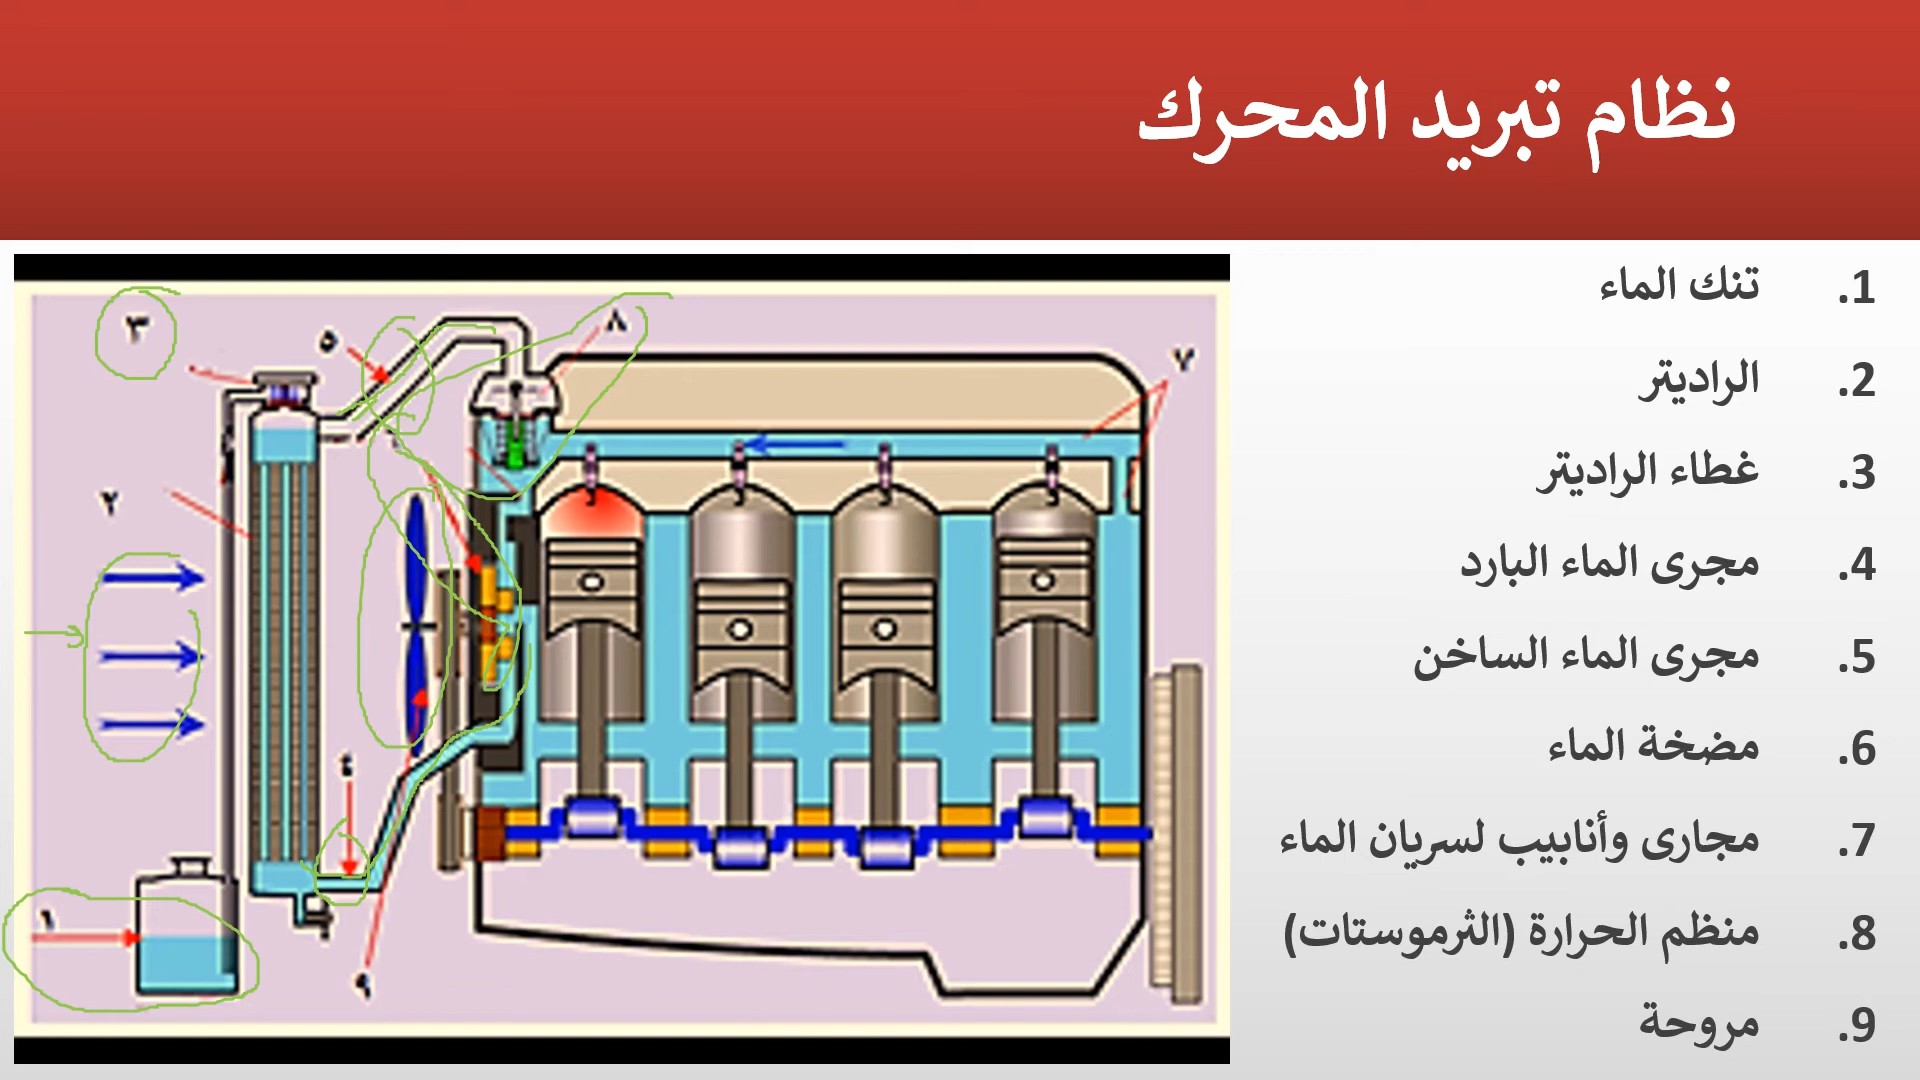 نظام تبريد المحرك
1. تنك الماء
2. الراديتر
3. غطاء الراديتر
4. مجرى الماء البارد
5. مجرى الماء الساخن
6. مضخة الماء
7. مجارى وأنابيب لسريان الماء
8. منظم الحرارة (الثرموستات)
9. مروحة
٣
٥
٨
٧
٢
٤
١
٩